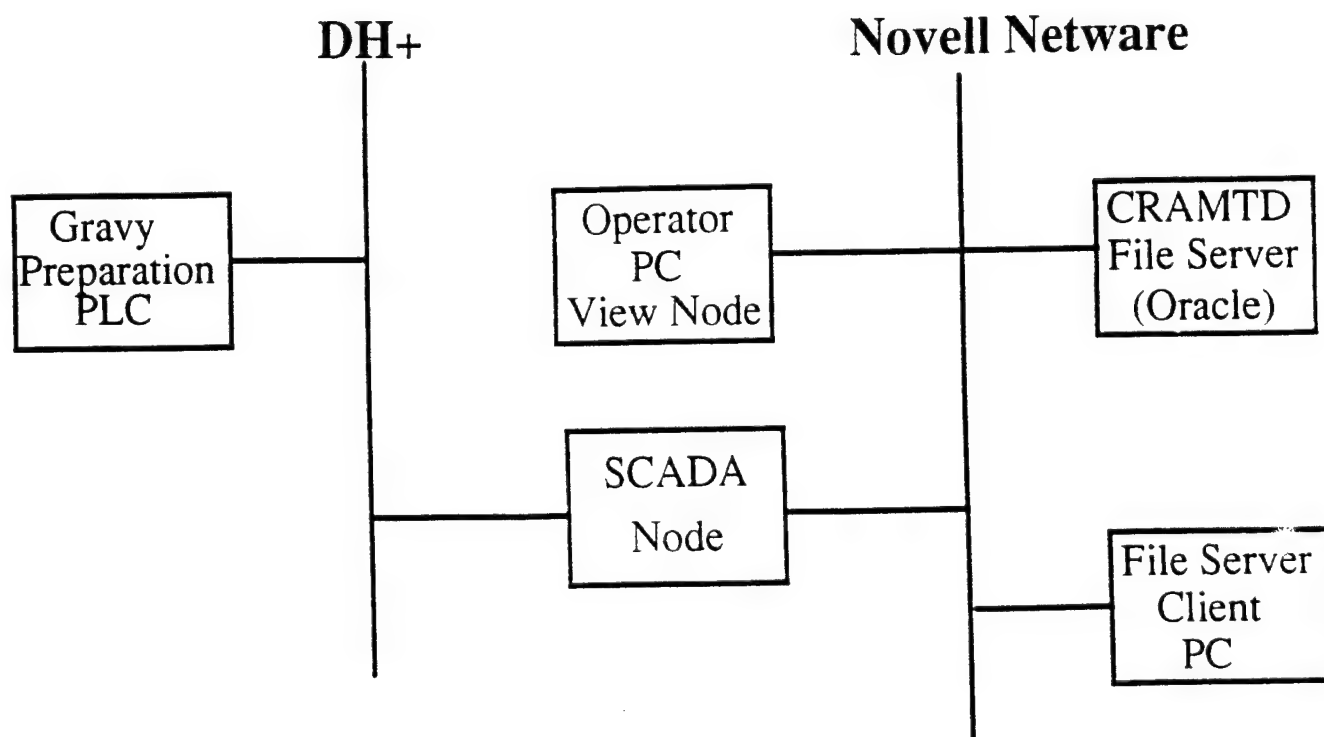 DH+
Novell Netware
Gravy
Preparation
PLC
Operator
PC
View Node
CRAMTD
File Server
(Oracle)
SCADA
Node
File Server
Client
PC